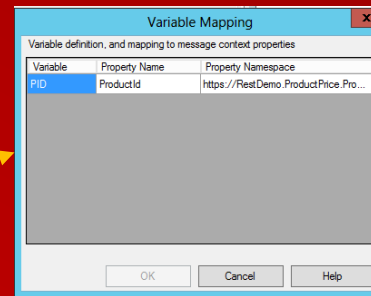 Variable Mapping
x
Variable definition, and mapping to message context properties
Variable Property Name Property Namespace
PID ProductId https://RestDemo.ProductPrice.Pro...
OK Cancel Help